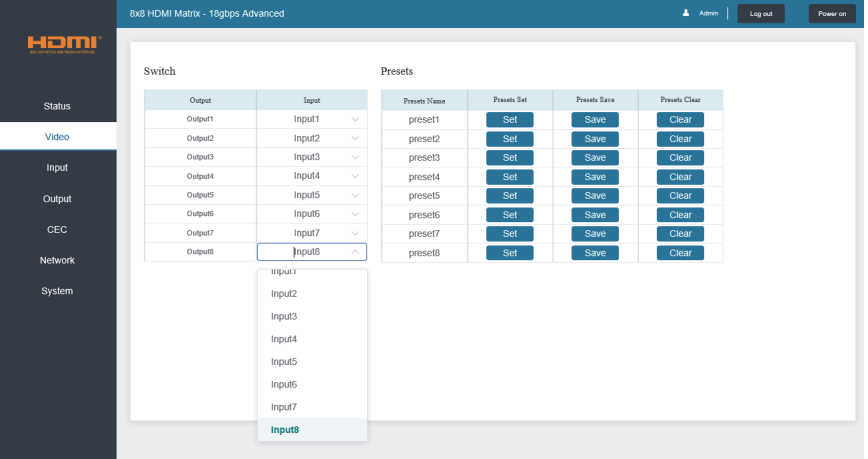 8x8 HDMI Matrix - 18gbps Advanced
Admin
Log out
Power on
HDMI
Status
Video
Input
Output
CEC
Network
System
Switch
Presets
Output Input
Output1 Input1
Output2 Input2
Output3 Input3
Output4 Input4
Output5 Input5
Output6 Input6
Output7 Input7
Output8 Input8
Presets Name Presets Set Presets Save Presets Clear
preset1 Set Save Clear
preset2 Set Save Clear
preset3 Set Save Clear
preset4 Set Save Clear
preset5 Set Save Clear
preset6 Set Save Clear
preset7 Set Save Clear
preset8 Set Save Clear
Input1
Input2
Input3
Input4
Input5
Input6
Input7
Input8